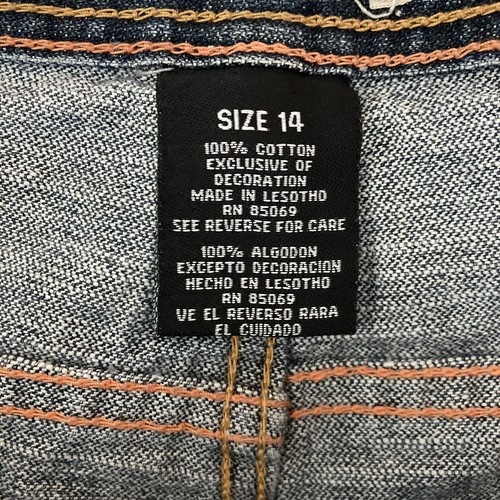 SIZE 14
100% COTTON
EXCLUSIVE OF
DECORATION
MADE IN LESOTHO
RN 85069
SEE REVERSE FOR CARE
100% ALGODON
EXCEPTO DECORACION
HECHO EN LESOTHO
RN 85069
VE EL REVERSO RARA
EL CUIDADO